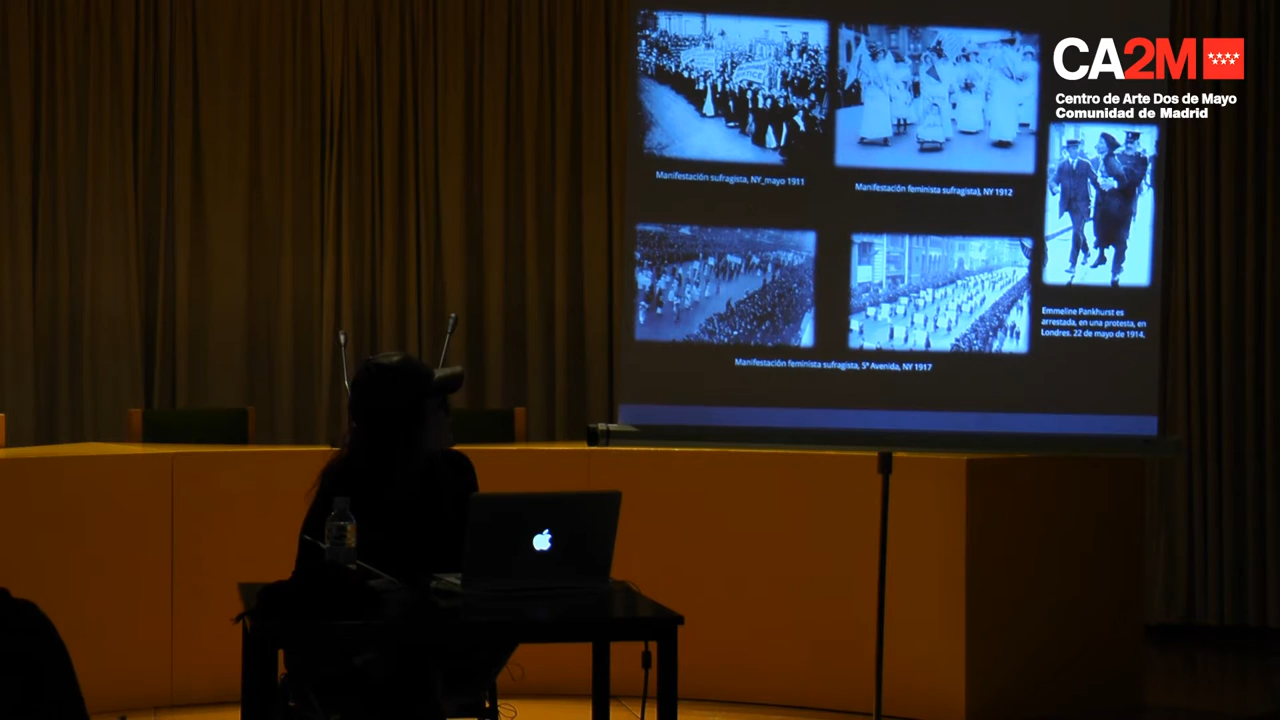 CA2M
Centro de Arte Dos de Mayo
Comunidad de Madrid
Manifestación sufragista, NY_mayo 1911
Manifestación feminista sufragista), NY 1912
Emmeline Pankhurst es
arrestada, en una protesta, en
Londres. 22 de mayo de 1914.
Manifestación feminista sufragista, 5ª Avenida, NY 1917